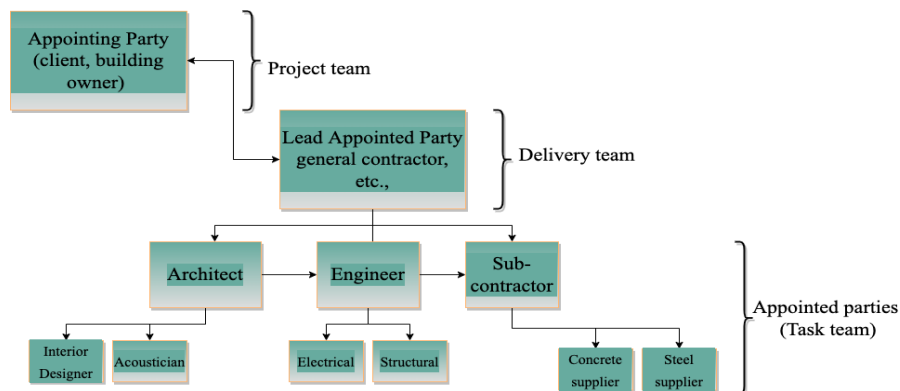 Appointing Party
(client, building
owner)
Project team
Lead Appointed Party
general contractor,
etc.,
Delivery team
Architect
Engineer
Sub-
contractor
Appointed parties
(Task team)
Interior
Designer
Acoustician
Electrical
Structural
Concrete
supplier
Steel
supplier